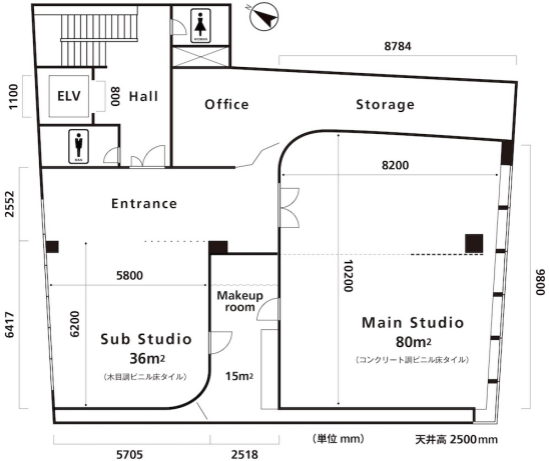 N
WOMAN
8784
1100
ELV
800
Hall
Office
Storage
MAN
8200
2552
Entrance
5800
10200
9800
6417
6200
Makeup
room
Sub Studio
36m2
(木目調ビニル床タイル)
15m2
Main Studio
80m2
(コンクリート調ビニル床タイル)
(単位 mm)
天井高 2500mm
5705
2518